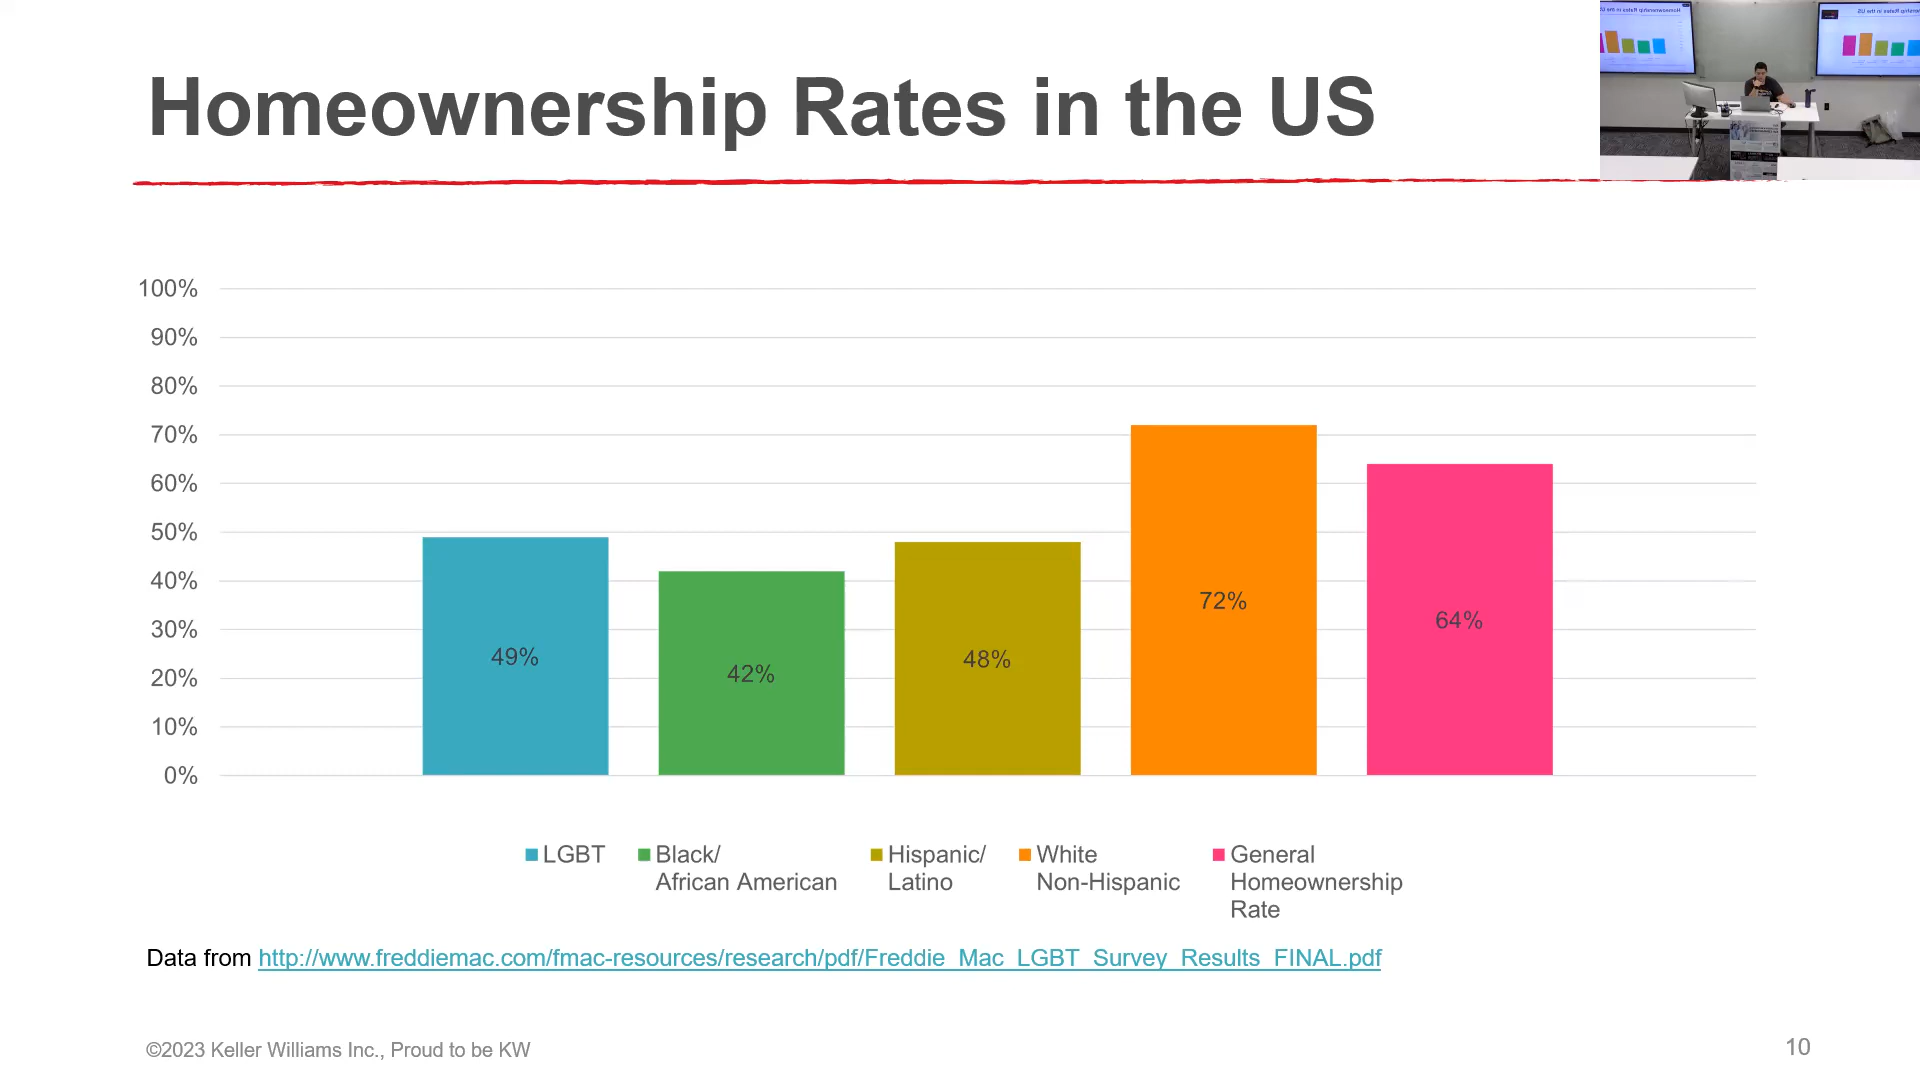 Homeownership Rates in the US
100%
90%
80%
70%
60%
50%
40%
30%
20%
10%
0%
49%
42%
48%
72%
64%
LGBT
Black/
African American
Hispanic/
Latino
White
Non-Hispanic
General
Homeownership
Rate
Data from http://www.freddiemac.com/fmac-resources/research/pdf/Freddie_Mac_LGBT_Survey_Results_FINAL.pdf
©2023 Keller Williams Inc., Proud to be KW
10